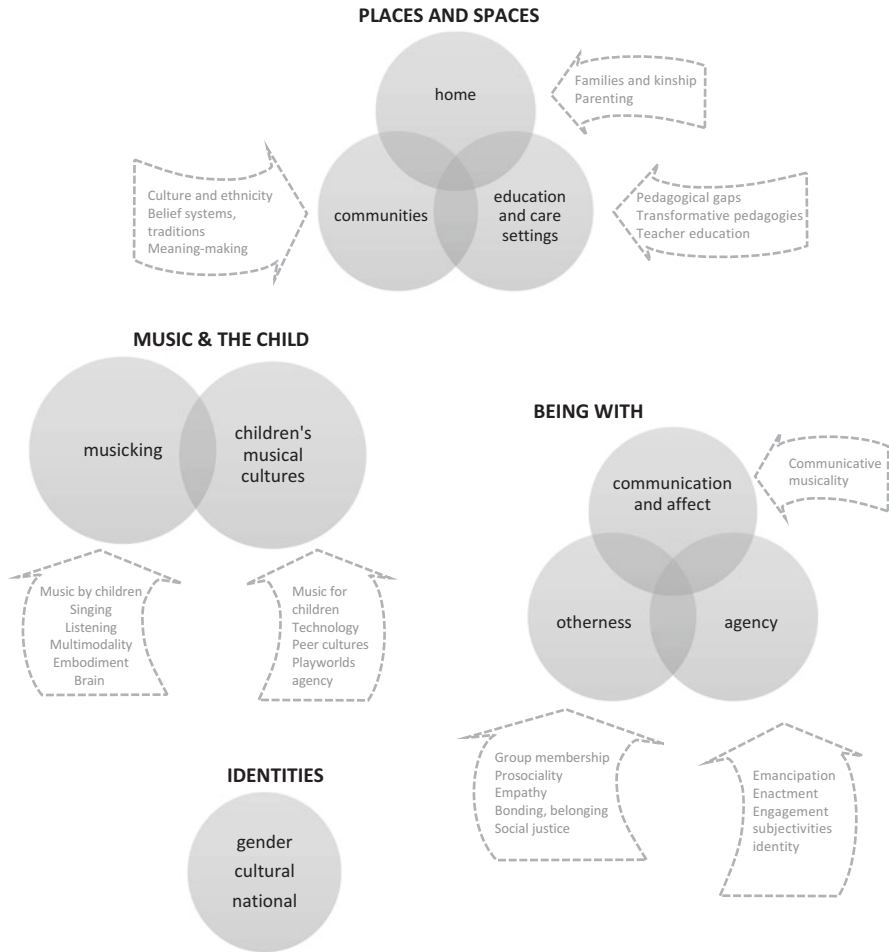 PLACES AND SPACES
home
Families and kinship
Parenting
communities
education
and care
settings
Culture and ethnicity
Belief systems,
traditions
Meaning-making
Pedagogical gaps
Transformative pedagogies
Teacher education
MUSIC & THE CHILD
musicking
children's
musical
cultures
Music by children
Singing
Listening
Multimodality
Embodiment
Brain
Music for
children
Technology
Peer cultures
Playworlds
agency
BEING WITH
communication
and affect
Communicative
musicality
otherness
agency
Group membership
Prosociality
Empathy
Bonding, belonging
Social justice
Emancipation
Enactment
Engagement
subjectivities
identity
IDENTITIES
gender
cultural
national